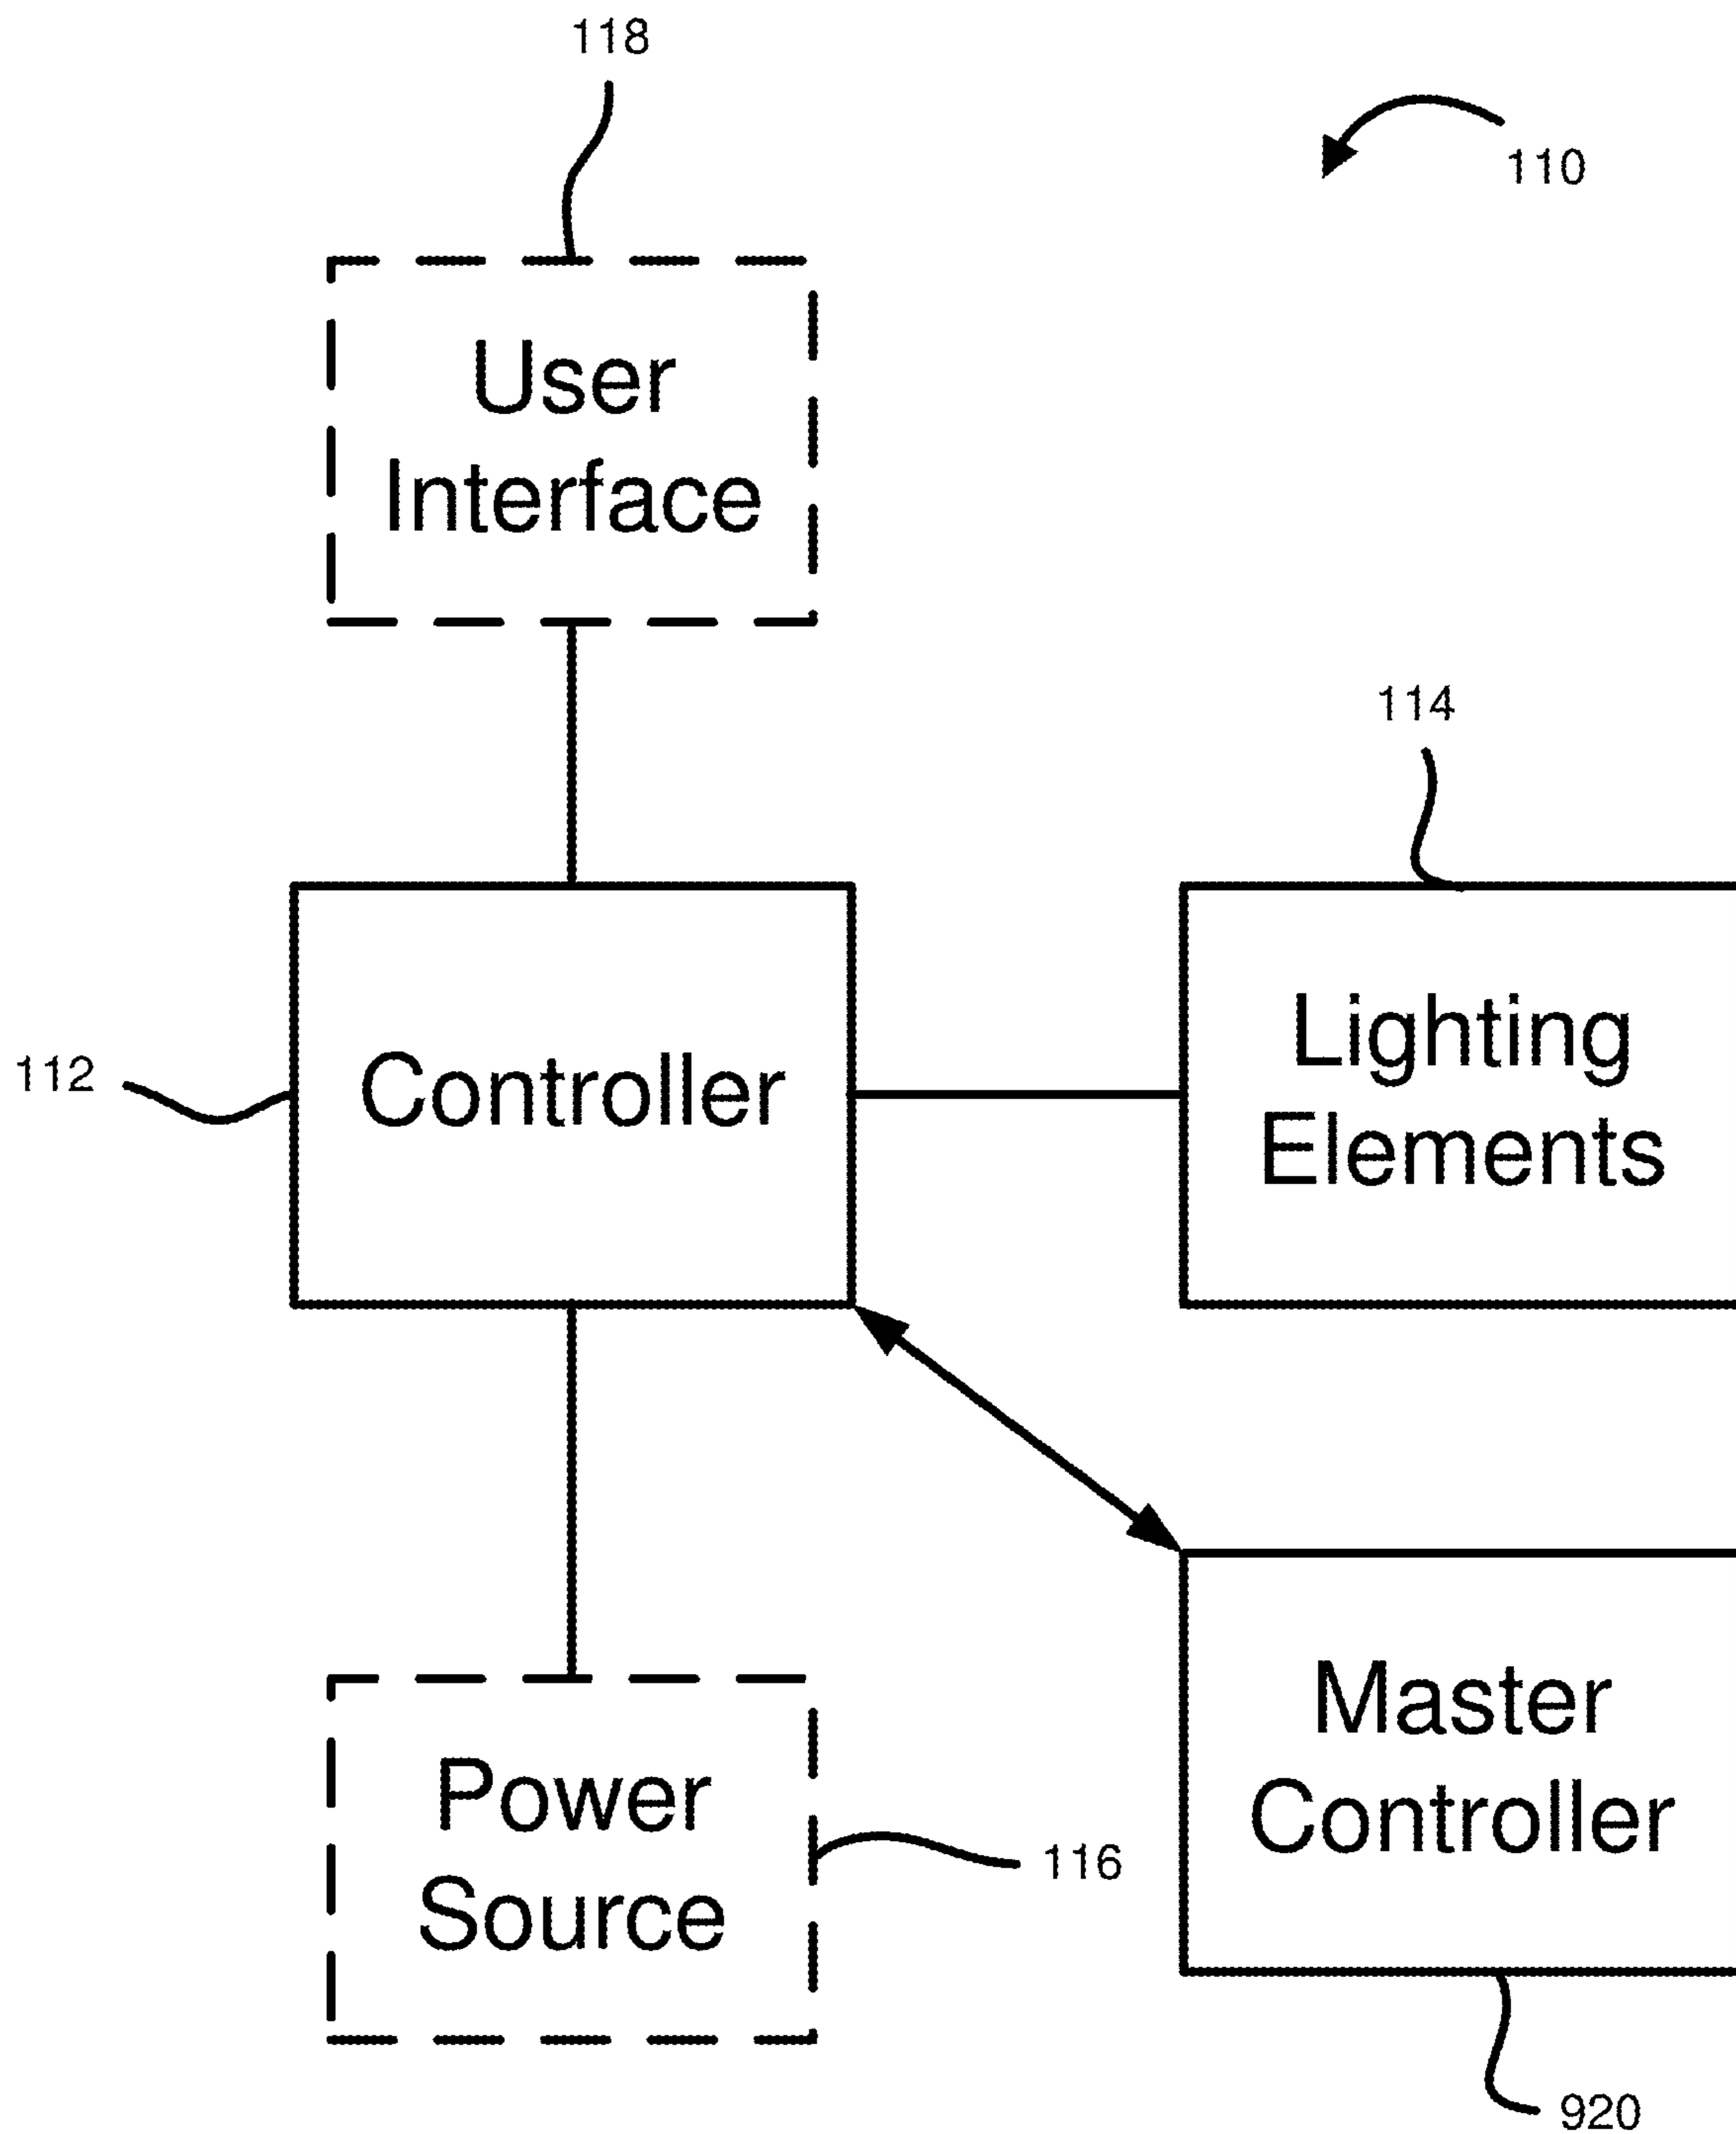 118
110
User
Interface
114
112
Controller
Lighting
Elements
Power
Source
116
Master
Controller
920